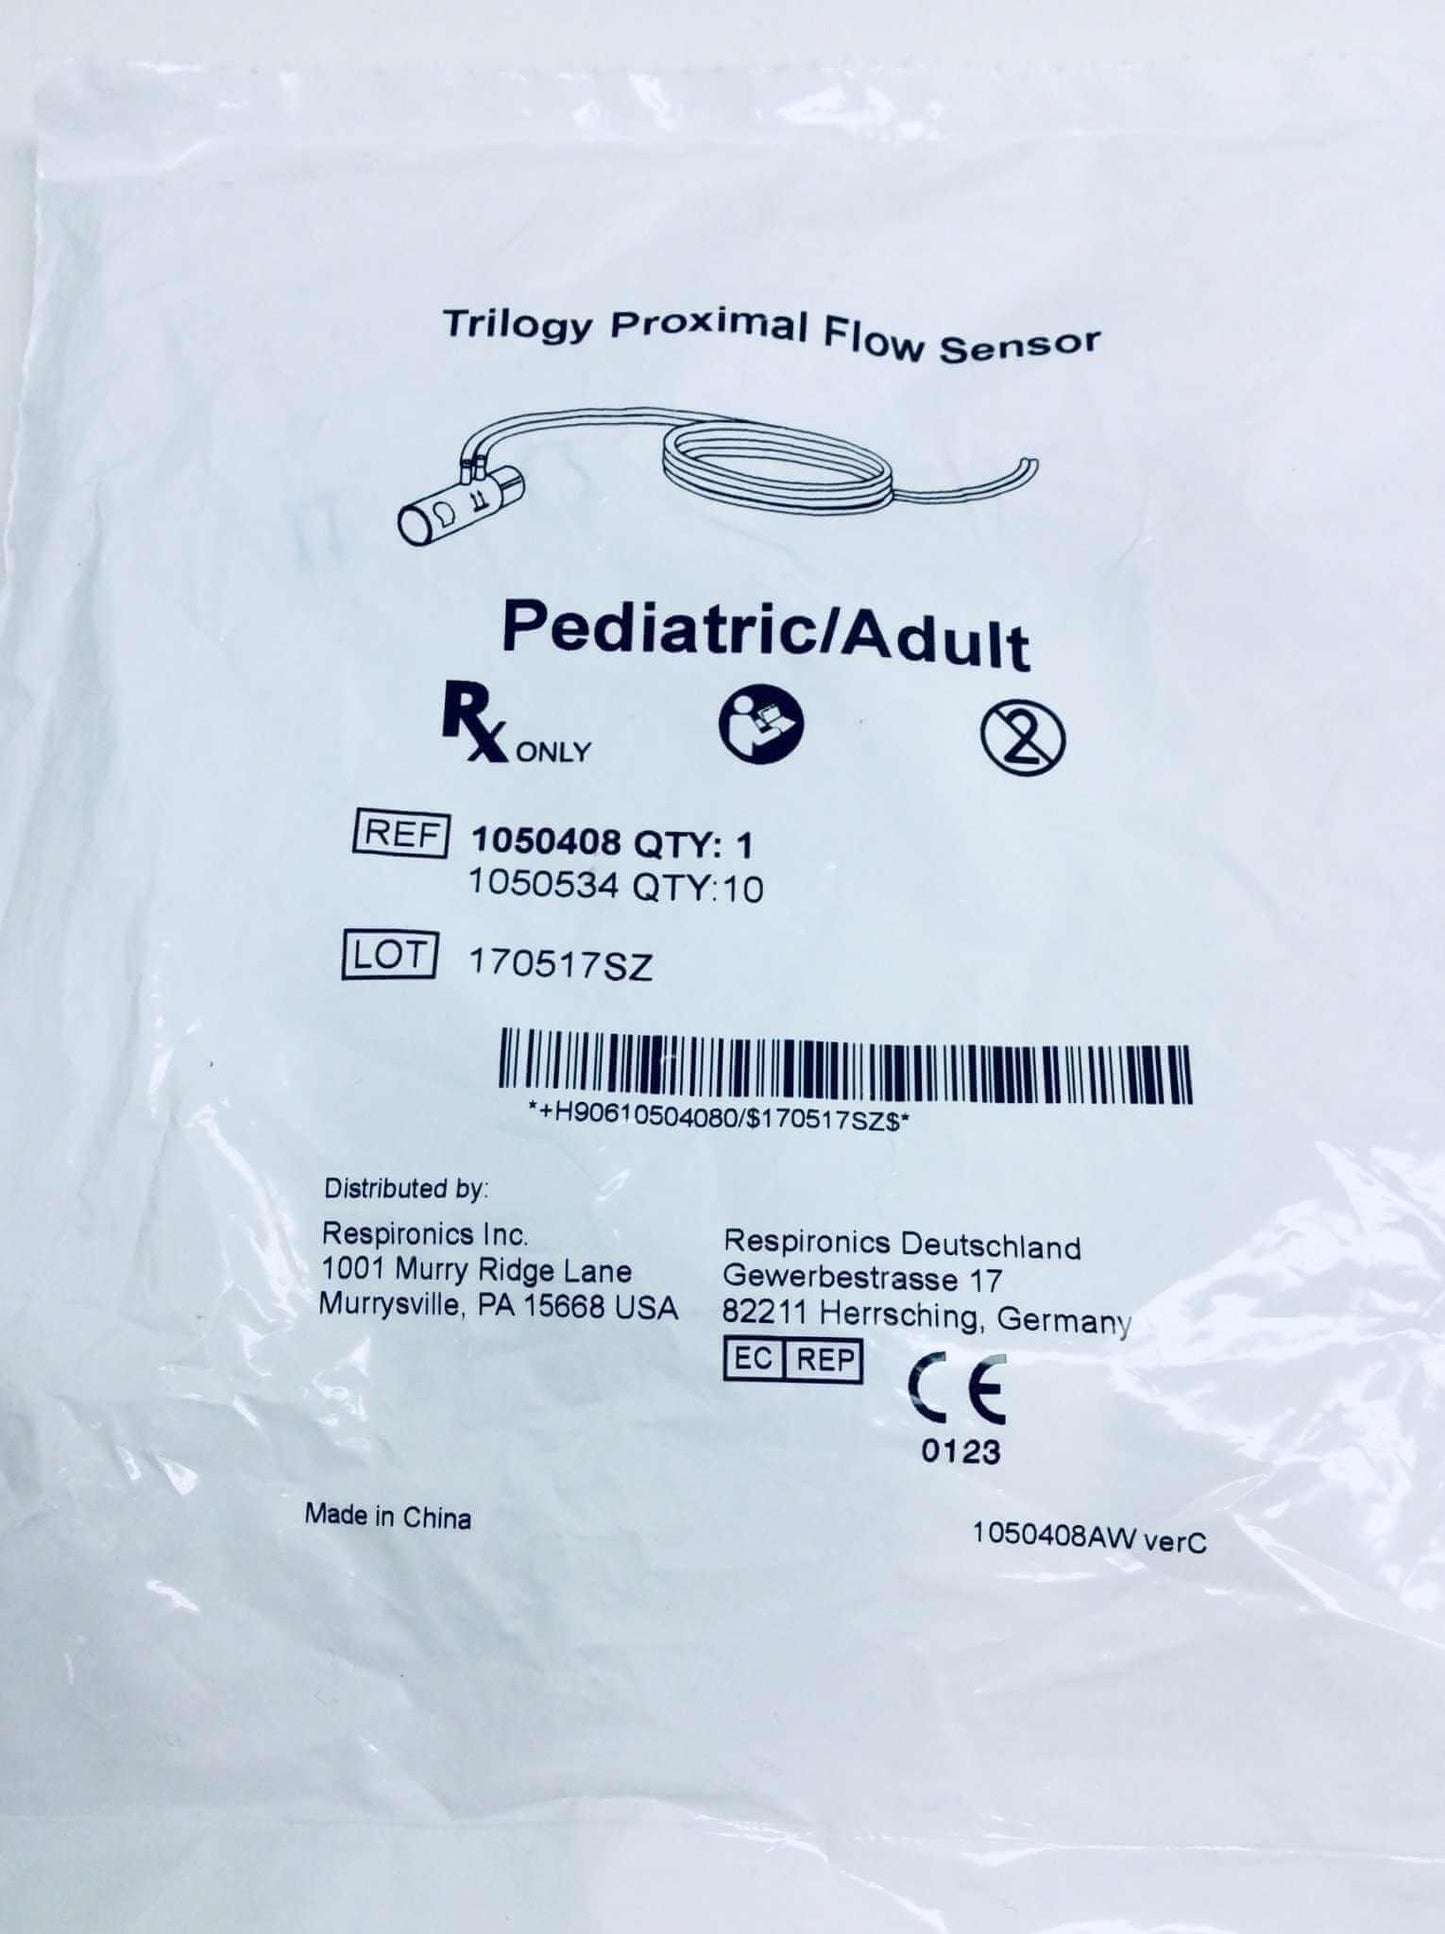 Trilogy Proximal Flow Sensor
Pediatric/Adult
Rx ONLY
2
REF 1050408 QTY: 1
1050534 QTY:10
LOT 170517SZ
*+H90610504080/$170517SZ$*
Distributed by:
Respironics Inc.
1001 Murry Ridge Lane
Murrysville, PA 15668 USA
Respironics Deutschland
Gewerbestrasse 17
82211 Herrsching, Germany
EC REP
CE
0123
Made in China
1050408AW verC